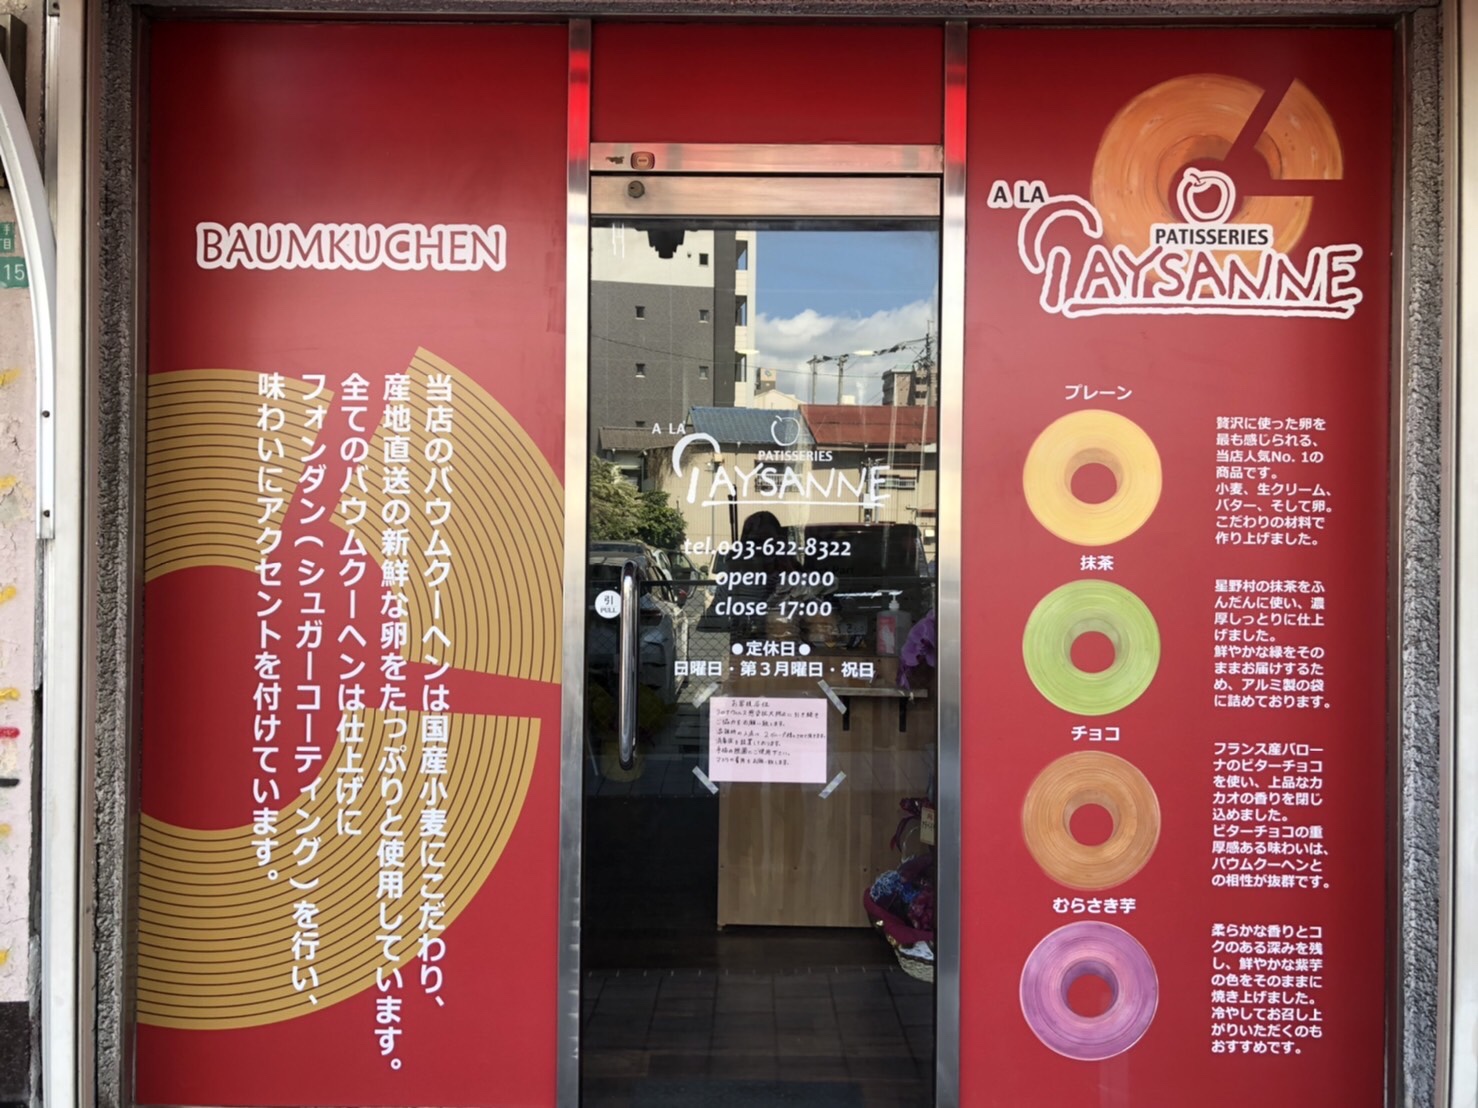 BAUMKUCHEN
当店のバウムクーヘンは国産小麦にこだわり、
産地直送の新鮮な卵をたっぷりと使用しています。
全てのバウムクーヘンは仕上げに
フォンダン(シュガーコーティング)を行い、
味わいにアクセントを付けています。
15
A LA
PATISSERIES
PAYSANNE
tel.093-622-8322
open 10:00
close 17:00
●定休日●
日曜日・第3月曜日・祝日
引
PULL
A LA
PATISSERIES
PAYSANNE
プレーン
贅沢に使った卵を
最も感じられる、
当店人気No. 1の
商品です。
小麦、生クリーム、
バター、そして卵。
こだわりの材料で
作り上げました。
抹茶
星野村の抹茶をふ
んだんに使い、濃
厚しっとりに仕上
げました。
鮮やかな緑をその
ままお届けするた
め、アルミ製の袋
に詰めております。
チョコ
フランス産バロー
ナのビターチョコ
を使い、上品なカ
カオの香りを閉じ
込めました。
ビターチョコの重
厚感ある味わいは、
バウムクーヘンと
の相性が抜群です。
むらさき芋
柔らかな香りとコ
クのある深みを残
し、鮮やかな紫芋
の色をそのままに
焼き上げました。
冷やしてお召し上
がりいただくのも
おすすめです。